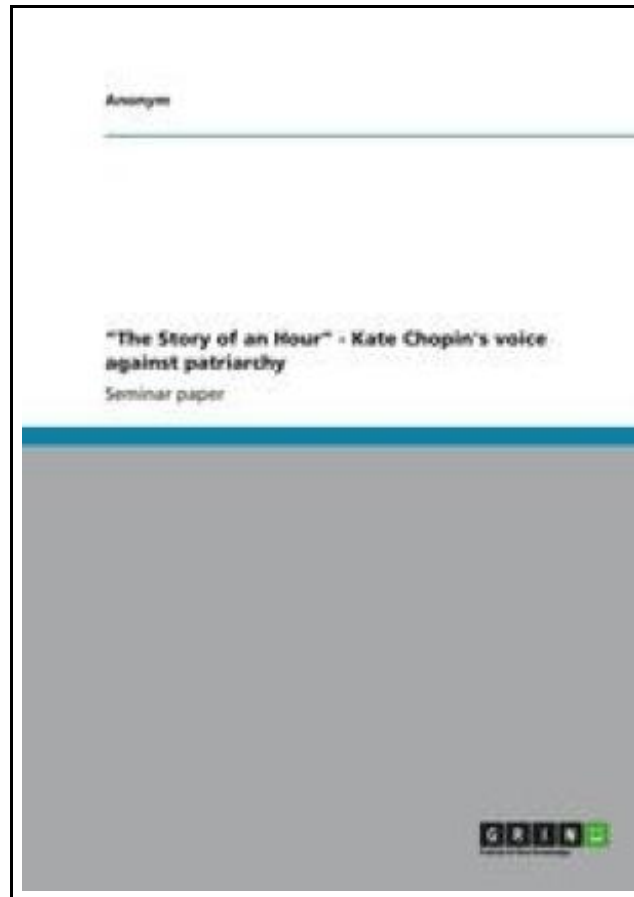 Anonym
"The Story of an Hour" - Kate Chopin's voice
against patriarchy
Seminar paper
GRIN